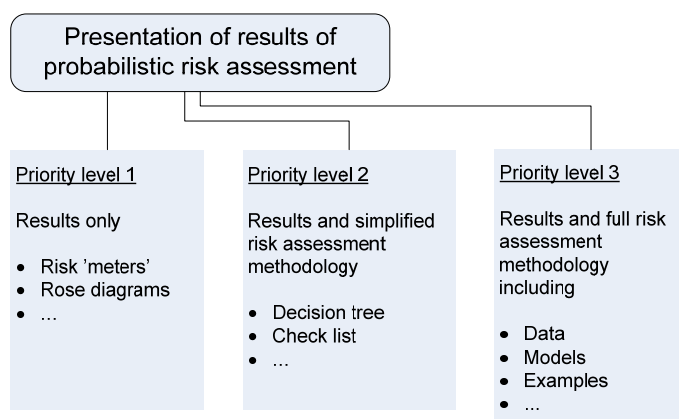 Presentation of results of
probabilistic risk assessment
Priority level 1
Results only
• Risk 'meters'
• Rose diagrams
• ...
Priority level 2
Results and simplified
risk assessment
methodology
• Decision tree
• Check list
• ...
Priority level 3
Results and full risk
assessment
methodology
including
• Data
• Models
• Examples
• ...